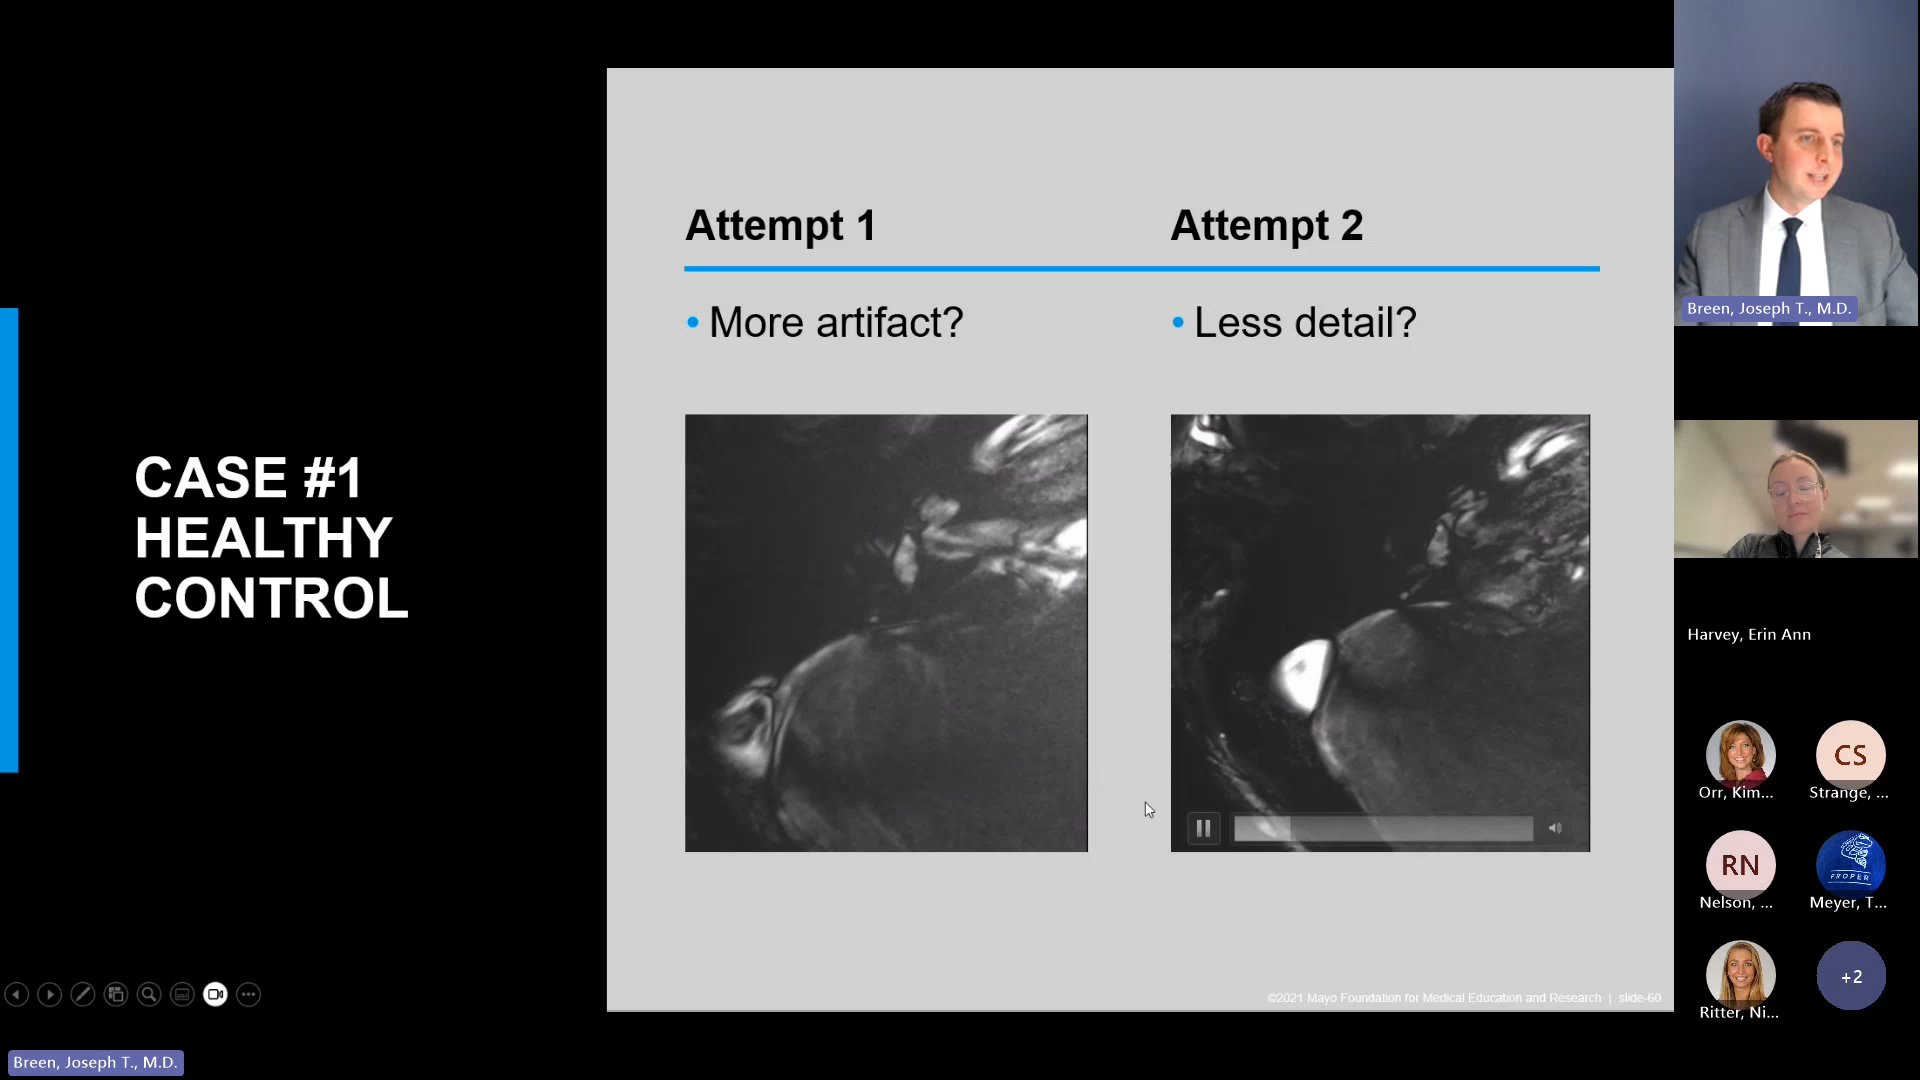 CASE #1
HEALTHY
CONTROL
Attempt 1
Attempt 2
• More artifact?
• Less detail?
©2021 Mayo Foundation for Medical Education and Research | slide-60
Breen, Joseph T., M.D.
Breen, Joseph T., M.D.
Harvey, Erin Ann
Orr, Kim...
CS
Strange, ...
RN
Nelson, ...
PROPER
Meyer, T...
Ritter, Ni...
+2